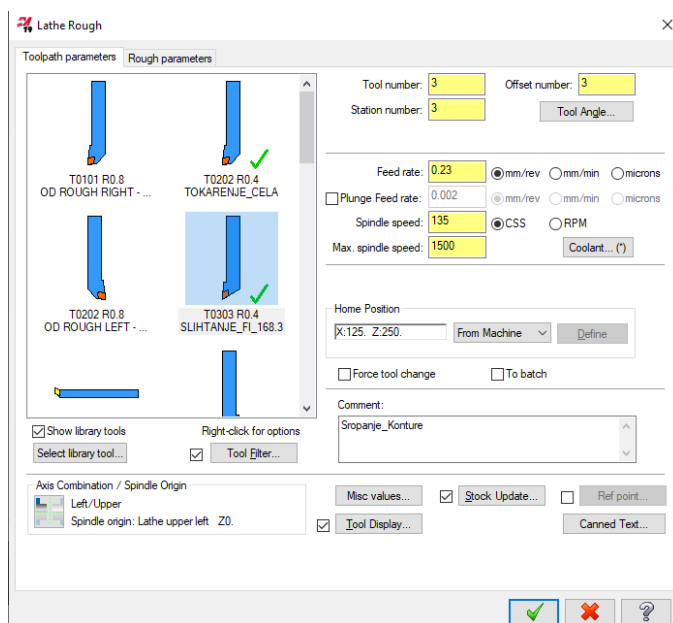 Lathe Rough
Toolpath parameters
Rough parameters
T0101 R0.8
OD ROUGH RIGHT - ...
T0202 R0.4
TOKARENJE_CELA
T0202 R0.8
OD ROUGH LEFT - ...
T0303 R0.4
SLIHTANJE_FI_168.3
Show library tools
Right-click for options
Select library tool...
Tool Filter...
Axis Combination / Spindle Origin
Left/Upper
Spindle origin: Lathe upper left Z0.
Tool number: 3
Offset number: 3
Station number: 3
Tool Angle...
Feed rate: 0.23 mm/rev mm/min microns
Plunge Feed rate: 0.002 mm/rev mm/min microns
Spindle speed: 135 CSS RPM
Max. spindle speed: 1500
Coolant... (*)
Home Position
X:125. Z:250. From Machine Define
Force tool change
To batch
Comment:
Sropanje_Konture
Misc values...
Stock Update...
Ref point...
Tool Display...
Canned Text...